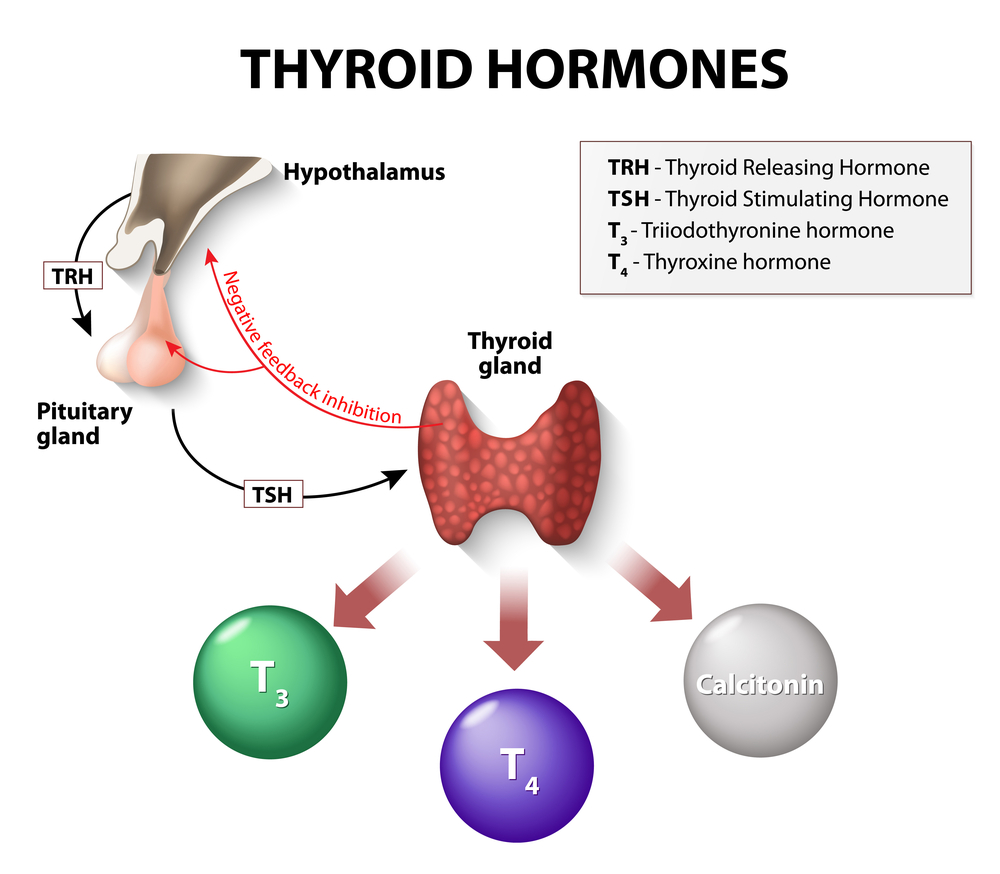 THYROID HORMONES
Hypothalamus
TRH - Thyroid Releasing Hormone
TSH - Thyroid Stimulating Hormone
T3 - Triiodothyronine hormone
T4 - Thyroxine hormone
TRH
Negative feedback inhibition
Thyroid
gland
Pituitary
gland
TSH
T3
T4
Calcitonin